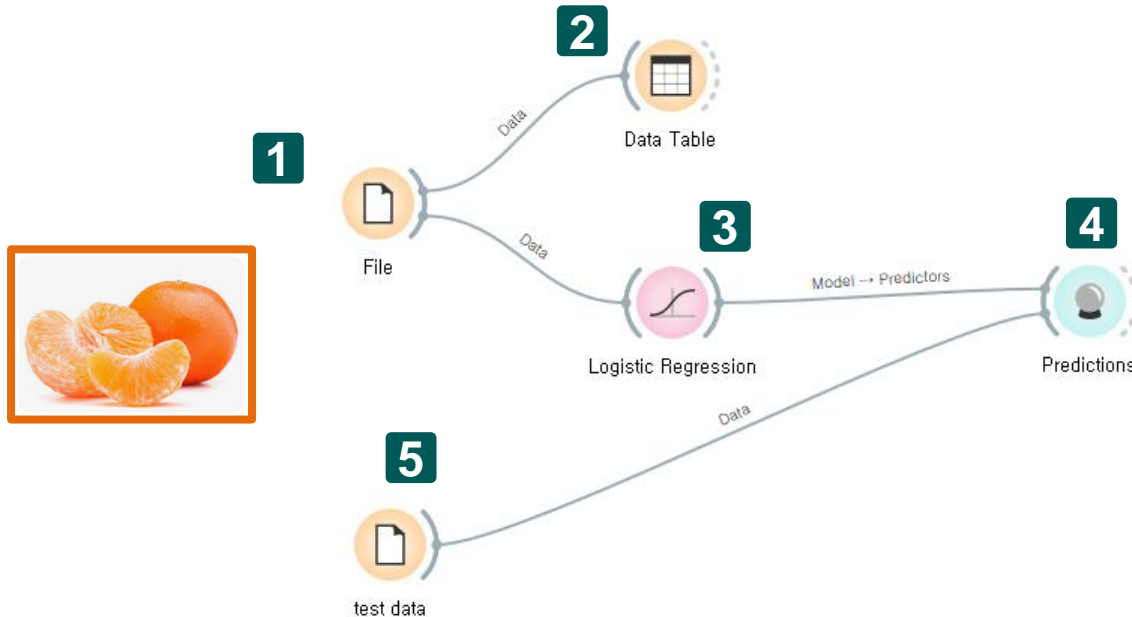 2
Data
Data Table
1
File
Data
3
Logistic Regression
Model → Predictors
4
Predictions
Data
5
test data